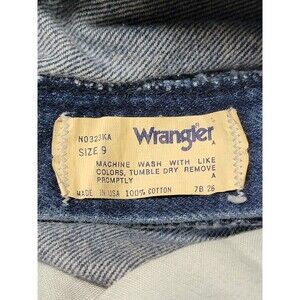 NO323KA
SIZE 9
Wrangler
A
MACHINE WASH WITH LIKE
COLORS, TUMBLE DRY. REMOVE
PROMPTLY A
MADE IN USA 100% COTTON 7B 26